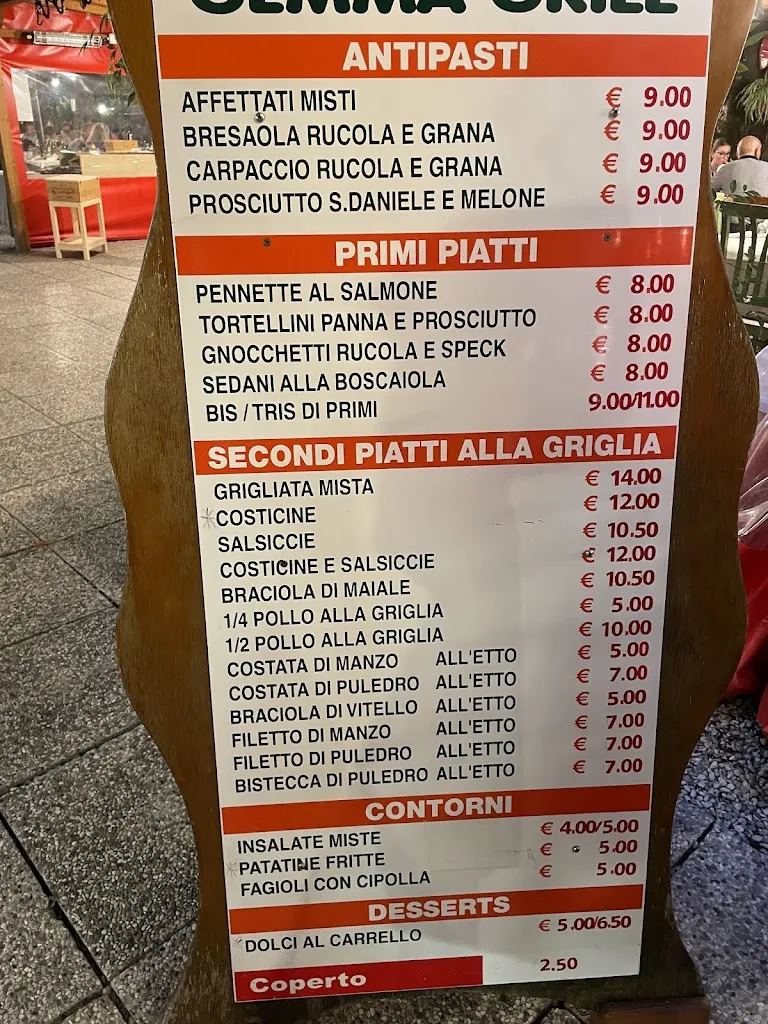 GEMMA GRILL
ANTIPASTI
AFFETTATI MISTI € 9.00
BRESAOLA RUCOLA E GRANA € 9.00
CARPACCIO RUCOLA E GRANA € 9.00
PROSCIUTTO S.DANIELE E MELONE € 9.00
PRIMI PIATTI
PENNETTE AL SALMONE € 8.00
TORTELLINI PANNA E PROSCIUTTO € 8.00
GNOCCHETTI RUCOLA E SPECK € 8.00
SEDANI ALLA BOSCAIOLA € 8.00
BIS / TRIS DI PRIMI 9.00/11.00
SECONDI PIATTI ALLA GRIGLIA
GRIGLIATA MISTA € 14.00
*COSTICINE € 12.00
SALSICCIE € 10.50
COSTICINE E SALSICCIE € 12.00
BRACIOLA DI MAIALE € 10.50
1/4 POLLO ALLA GRIGLIA € 5.00
1/2 POLLO ALLA GRIGLIA € 10.00
COSTATA DI MANZO ALL'ETTO € 5.00
COSTATA DI PULEDRO ALL'ETTO € 7.00
BRACIOLA DI VITELLO ALL'ETTO € 5.00
FILETTO DI MANZO ALL'ETTO € 7.00
FILETTO DI PULEDRO ALL'ETTO € 7.00
BISTECCA DI PULEDRO ALL'ETTO € 7.00
CONTORNI
INSALATE MISTE € 4.00/5.00
*PATATINE FRITTE € 5.00
FAGIOLI CON CIPOLLA € 5.00
DESSERTS
*DOLCI AL CARRELLO € 5.00/6.50
Coperto 2.50